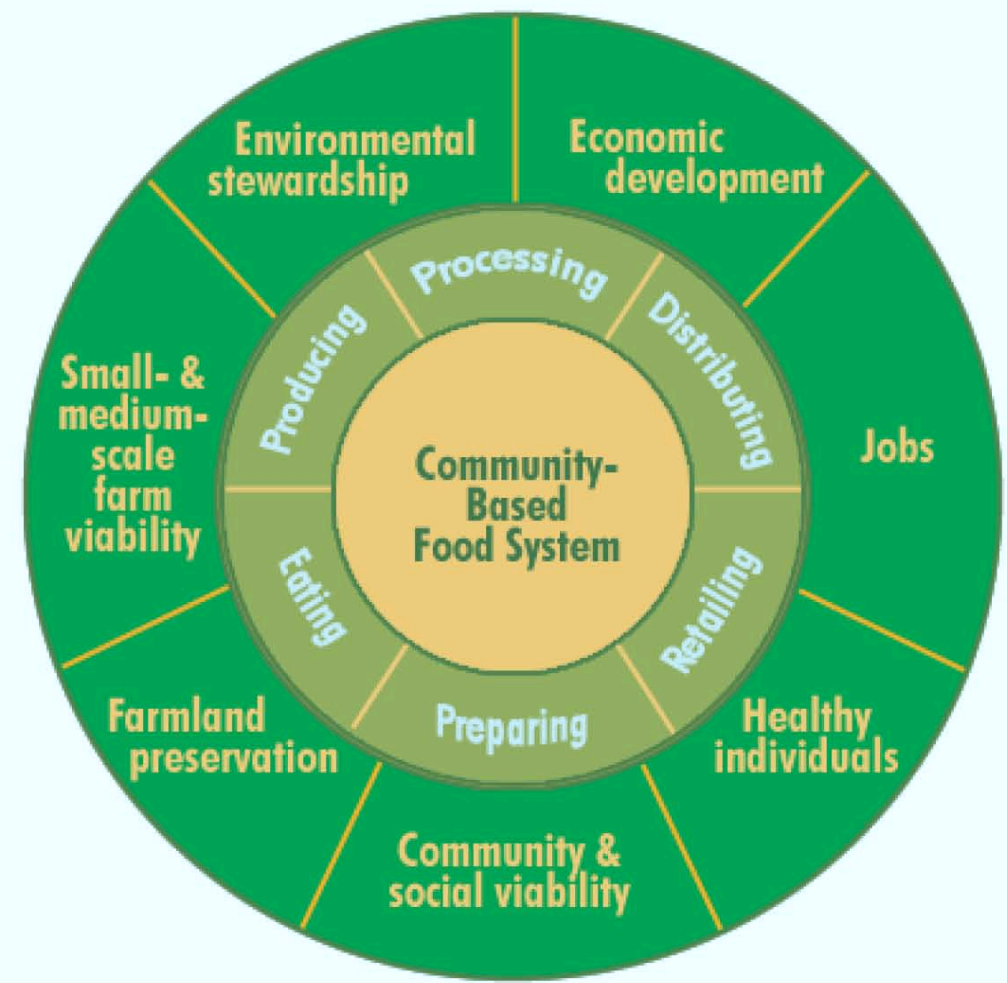 Environmental
stewardship
Economic
development
Jobs
Healthy
individuals
Community &
social viability
Farmland
preservation
Small- &
medium-
scale
farm
viability
Processing
Distributing
Retailing
Preparing
Eating
Producing
Community-
Based
Food System